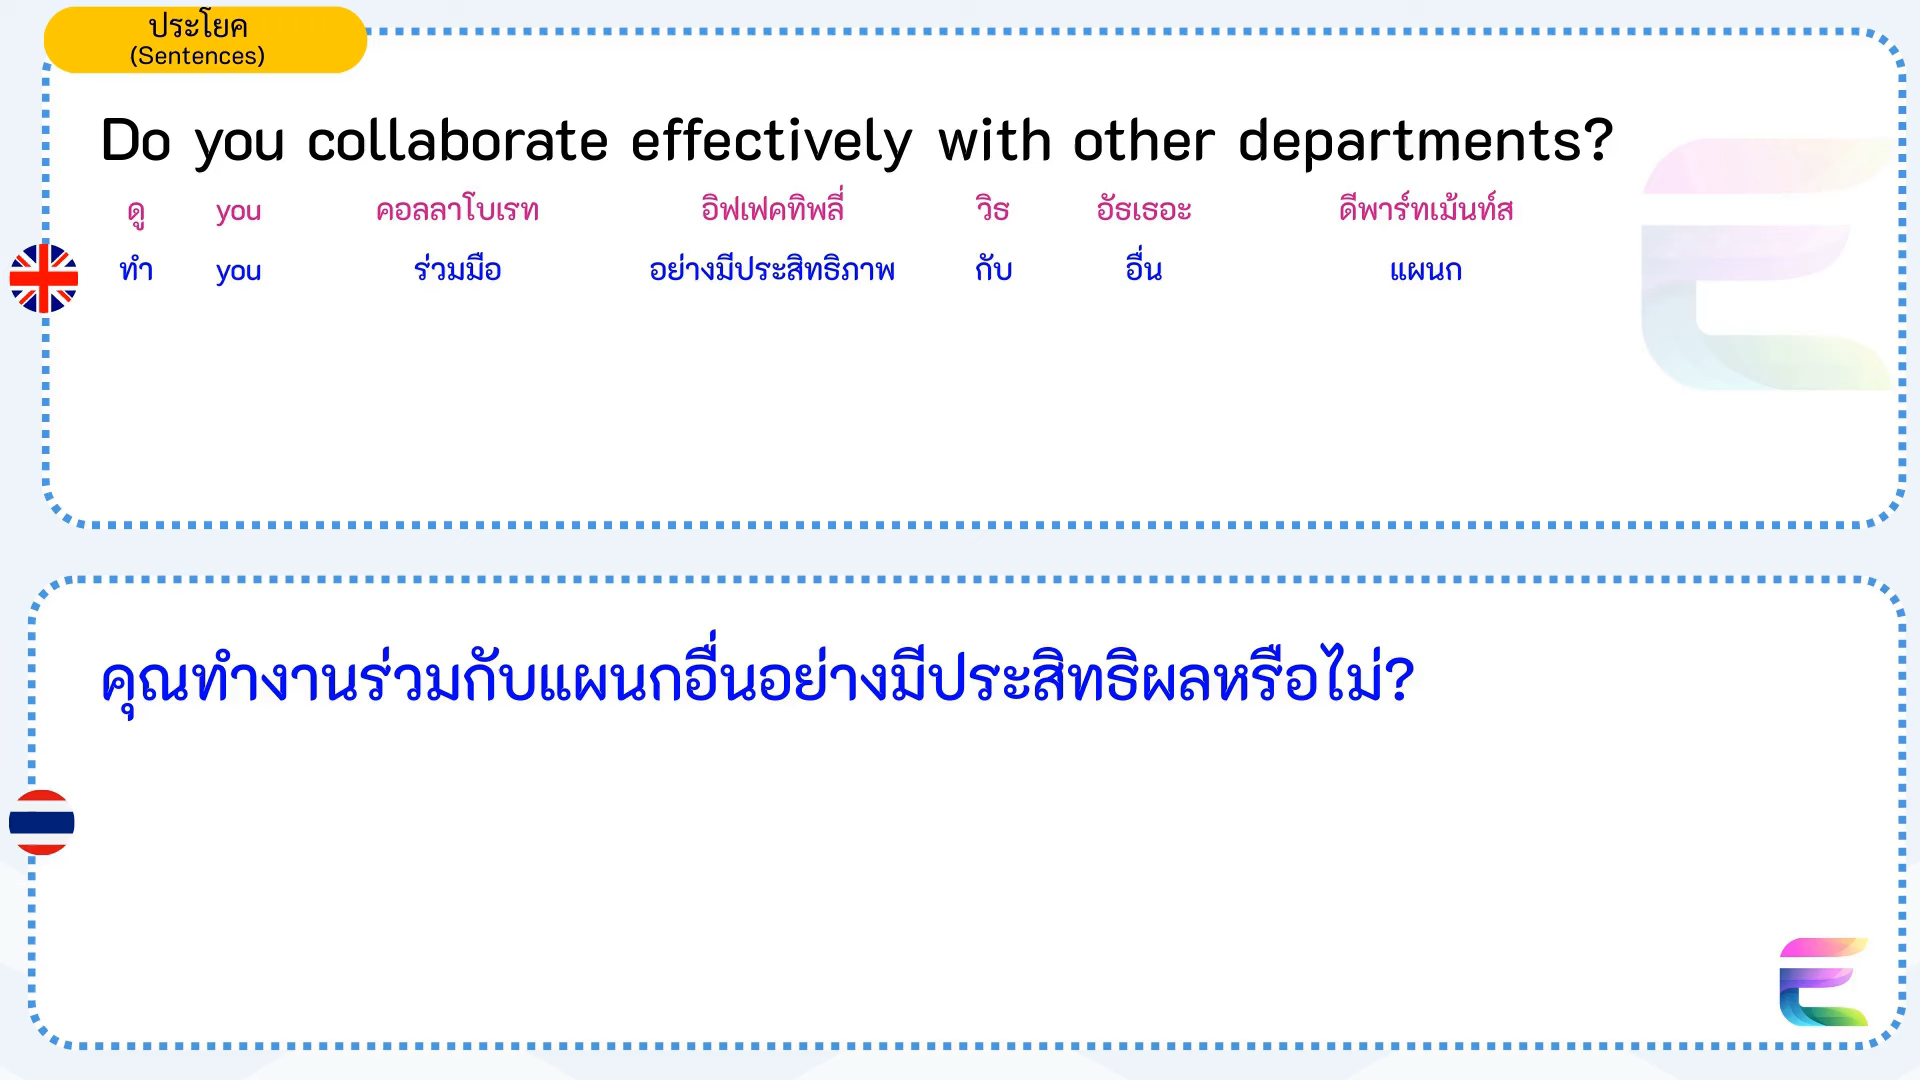 ประโยค
(Sentences)
Do you collaborate effectively with other departments?
ดู you คอลลาโบเรท อิฟเฟคทิพลี่ วิธ อัธเธอะ ดีพาร์ทเม้นท์ส
ทำ you ร่วมมือ อย่างมีประสิทธิภาพ กับ อื่น แผนก
คุณทำงานร่วมกับแผนกอื่นอย่างมีประสิทธิผลหรือไม่?